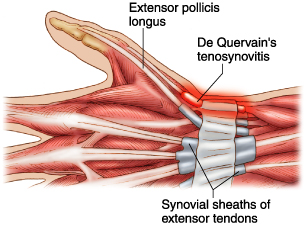 Extensor pollicis
longus
De Quervain's
tenosynovitis
Synovial sheaths of
extensor tendons